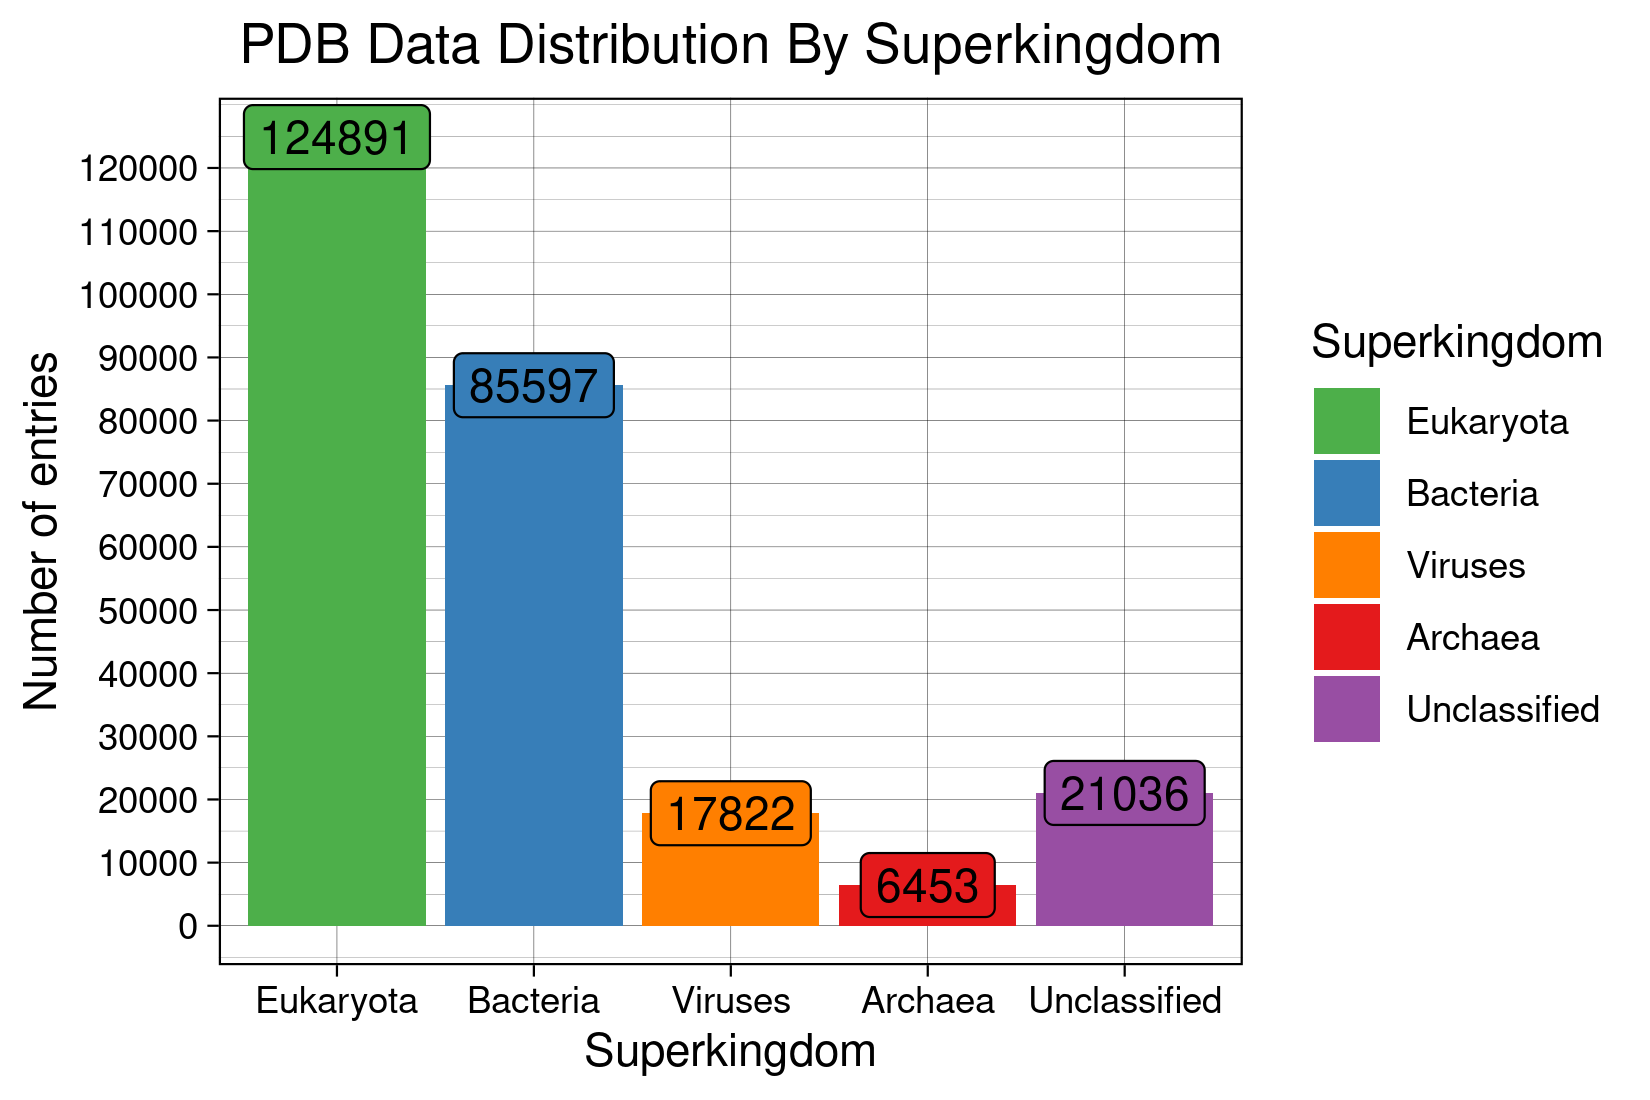 PDB Data Distribution By Superkingdom
Number of entries
120000
110000
100000
90000
80000
70000
60000
50000
40000
30000
20000
10000
0
124891
85597
17822
6453
21036
Eukaryota
Bacteria
Viruses
Archaea
Unclassified
Superkingdom
Superkingdom
Eukaryota
Bacteria
Viruses
Archaea
Unclassified